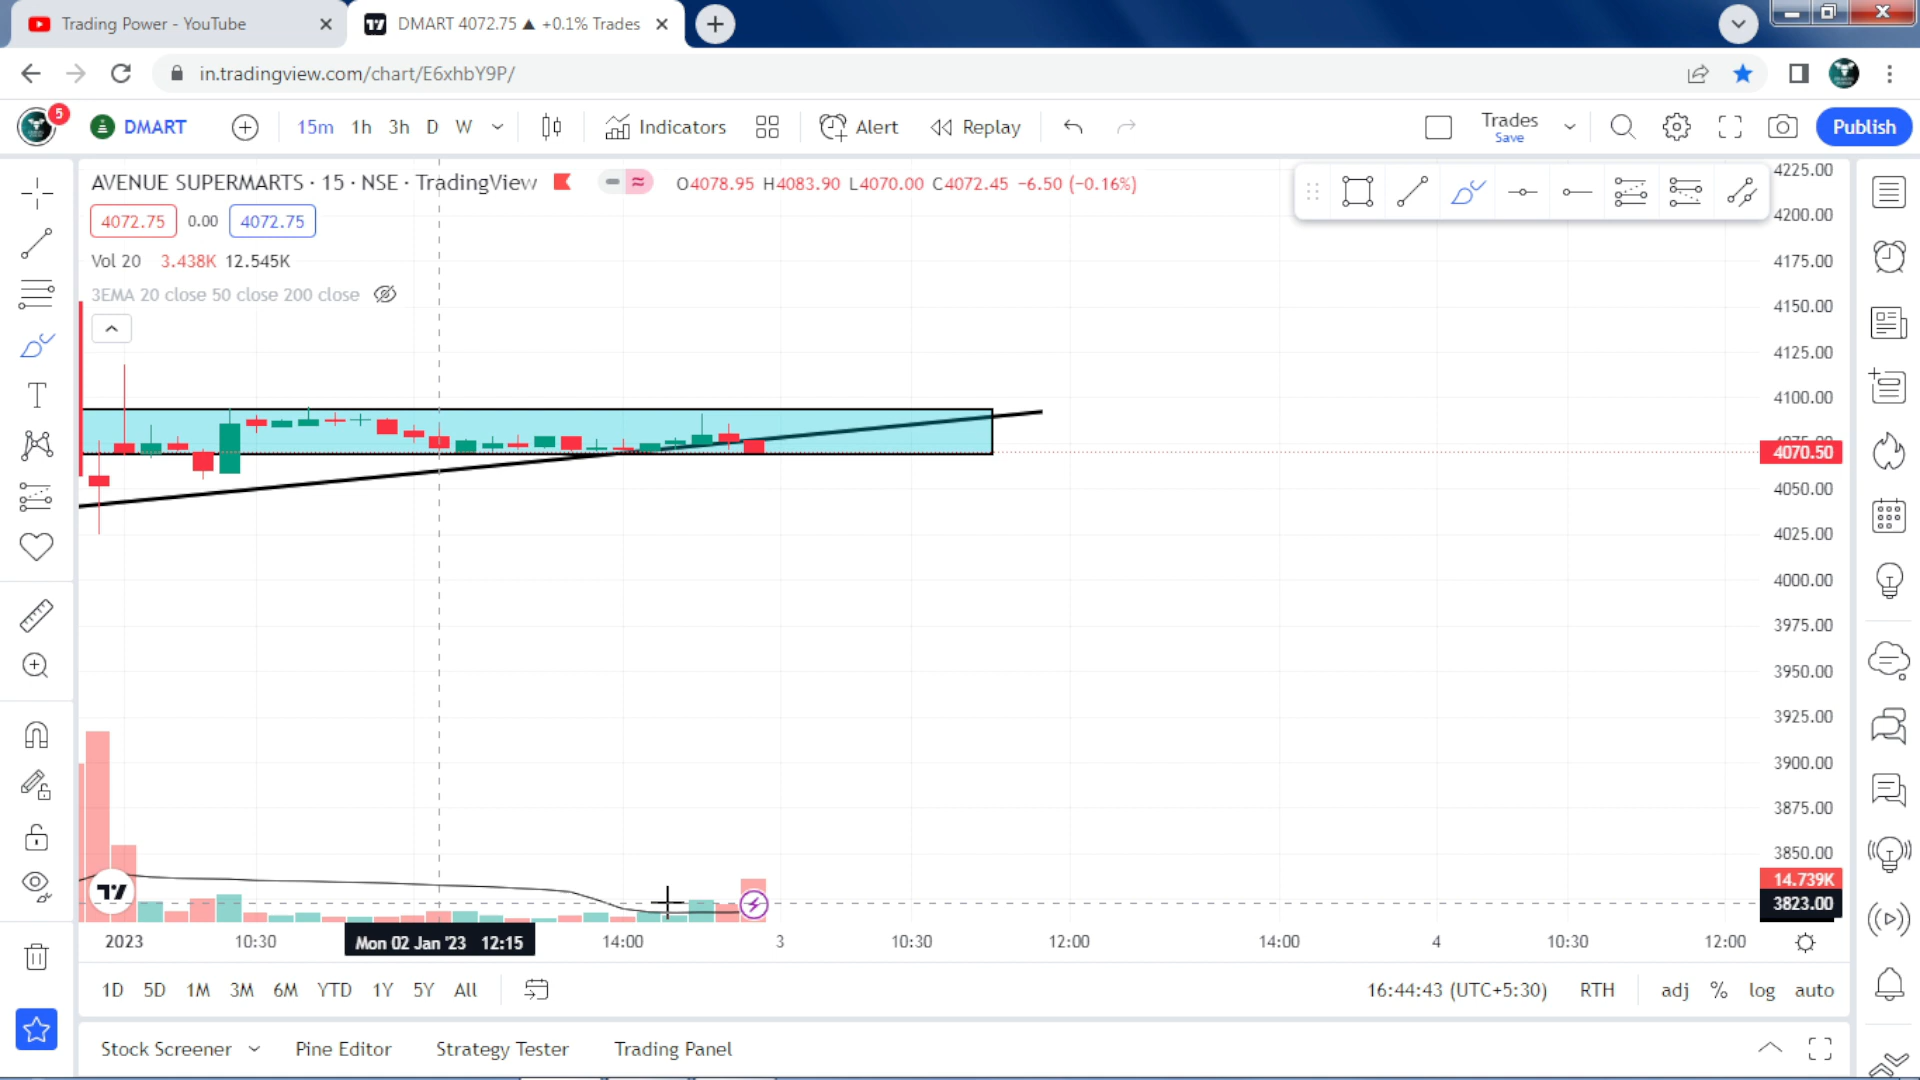 Trading Power - YouTube
DMART 4072.75 ▲ +0.1% Trades
in.tradingview.com/chart/E6xhbY9P/
5
DMART
15m 1h 3h D W
Indicators
Alert
Replay
Trades
Save
Publish
AVENUE SUPERMARTS · 15 · NSE · TradingView
O4078.95 H4083.90 L4070.00 C4072.45 −6.50 (−0.16%)
4072.75 0.00 4072.75
Vol 20 3.438K 12.545K
3EMA 20 close 50 close 200 close
4225.00
4200.00
4175.00
4150.00
4125.00
4100.00
4070.50
4050.00
4025.00
4000.00
3975.00
3950.00
3925.00
3900.00
3875.00
3850.00
14.739K
3823.00
2023 10:30 Mon 02 Jan '23 12:15 14:00 3 10:30 12:00 14:00 4 10:30 12:00
1D 5D 1M 3M 6M YTD 1Y 5Y All
16:44:43 (UTC+5:30) RTH adj % log auto
Stock Screener Pine Editor Strategy Tester Trading Panel